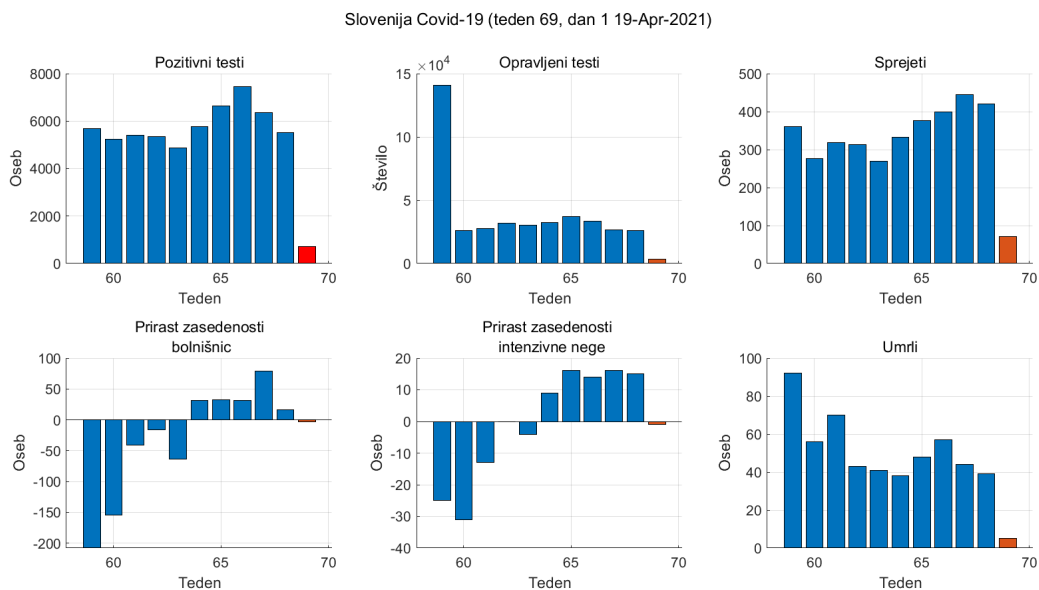 Slovenija Covid-19 (teden 69, dan 1 19-Apr-2021)
Pozitivni testi
8000
6000
4000
2000
0
Oseb
60
65
70
Teden
Opravljeni testi
×10⁴
15
10
5
0
Število
60
65
70
Teden
Sprejeti
500
400
300
200
100
0
Oseb
60
65
70
Teden
Prirast zasedenosti
bolnišnic
100
50
0
-50
-100
-150
-200
Oseb
60
65
70
Teden
Prirast zasedenosti
intenzivne nege
20
10
0
-10
-20
-30
-40
Oseb
60
65
70
Teden
Umrli
100
80
60
40
20
0
Oseb
60
65
70
Teden